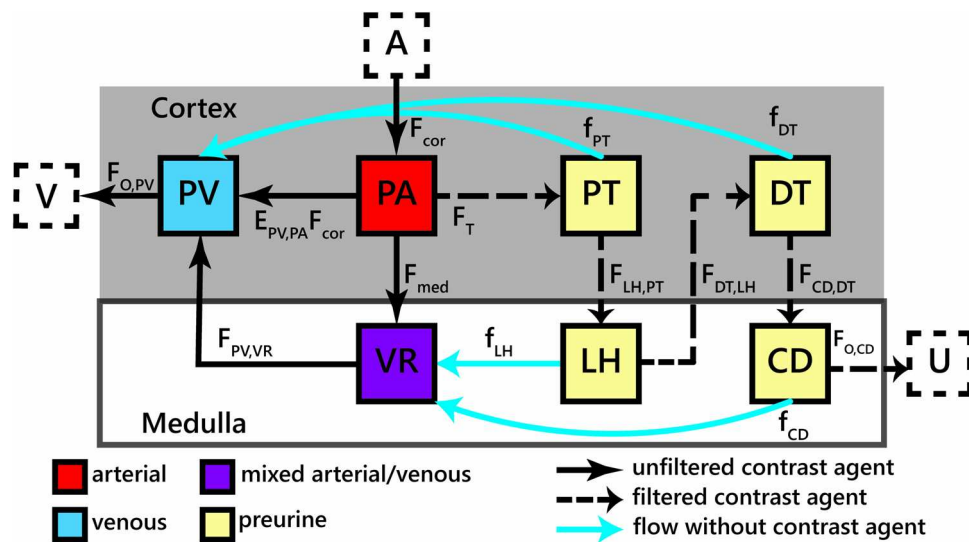 A
Cortex
F_cor
f_PT
f_DT
V
F_O,PV
PV
PA
PT
DT
E_PV,PA F_cor
F_T
F_med
F_LH,PT
F_DT,LH
F_CD,DT
F_PV,VR
VR
f_LH
LH
CD
F_O,CD
U
Medulla
f_CD
arterial
mixed arterial/venous
unfiltered contrast agent
filtered contrast agent
venous
preurine
flow without contrast agent